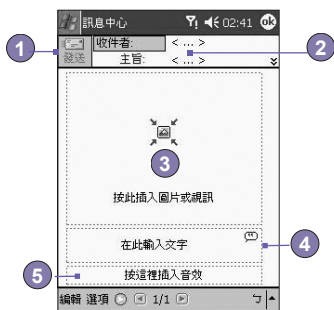 訊息中心 02:41 ok
發送 收件者: < ... >
主旨: < ... >
按此插入圖片或視訊
在此輸入文字
按這裡插入音效
編輯 選項 1/1 ㄅ
1
2
3
4
5